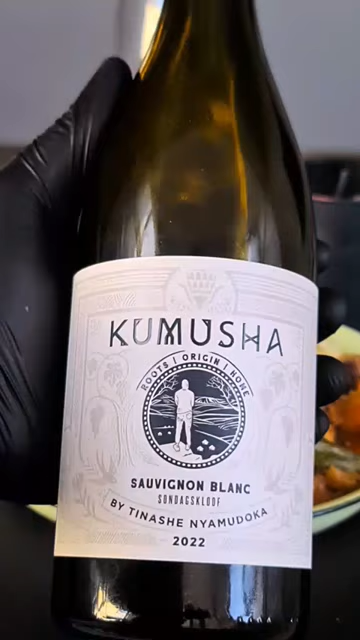 KUMUSHA
ROOTS | ORIGIN | HOME
SAUVIGNON BLANC
SONDAGSKLOOF
BY TINASHE NYAMUDOKA
2022